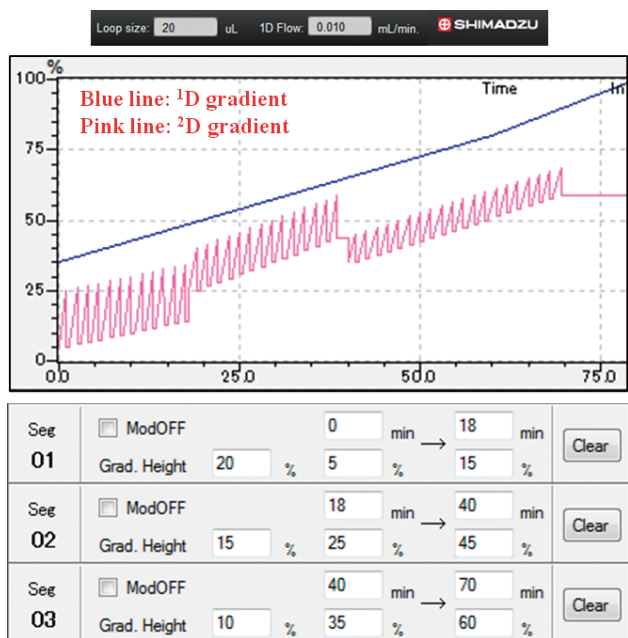 Loop size: 20 uL 1D Flow: 0.010 mL/min. SHIMADZU
%
100
Time
Blue line: ¹D gradient
Pink line: ²D gradient
75
50
25
0
0.0 25.0 50.0 75.0
Seg 01
ModOFF 0 min → 18 min
Grad. Height 20 % 5 % 15 %
Clear
Seg 02
ModOFF 18 min → 40 min
Grad. Height 15 % 25 % 45 %
Clear
Seg 03
ModOFF 40 min → 70 min
Grad. Height 10 % 35 % 60 %
Clear